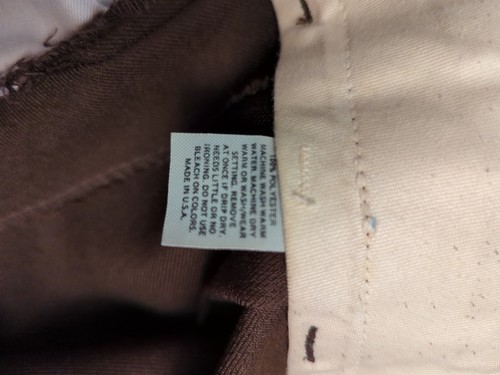 100% POLYESTER
MACHINE WASH WARM
WATER, MACHINE DRY
WARM OR WASH/WEAR
SETTING. REMOVE
AT ONCE IF DRIP DRY.
NEEDS LITTLE OR NO
IRONING. DO NOT USE
BLEACH ON COLORS.
MADE IN U.S.A.